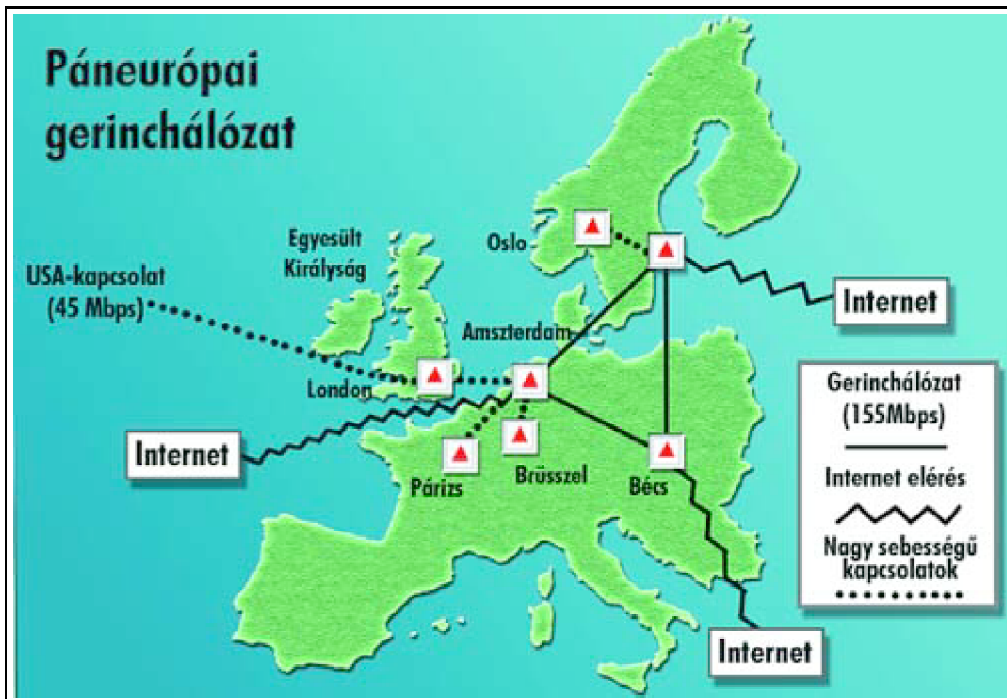 Páneurópai
gerinchálózat
Egyesült
Királyság
Oslo
USA-kapcsolat
(45 Mbps)
Internet
Amszterdam
London
Gerinchálózat
(155Mbps)
Internet elérés
Nagy sebességű
kapcsolatok
Internet
Párizs
Brüsszel
Bécs
Internet